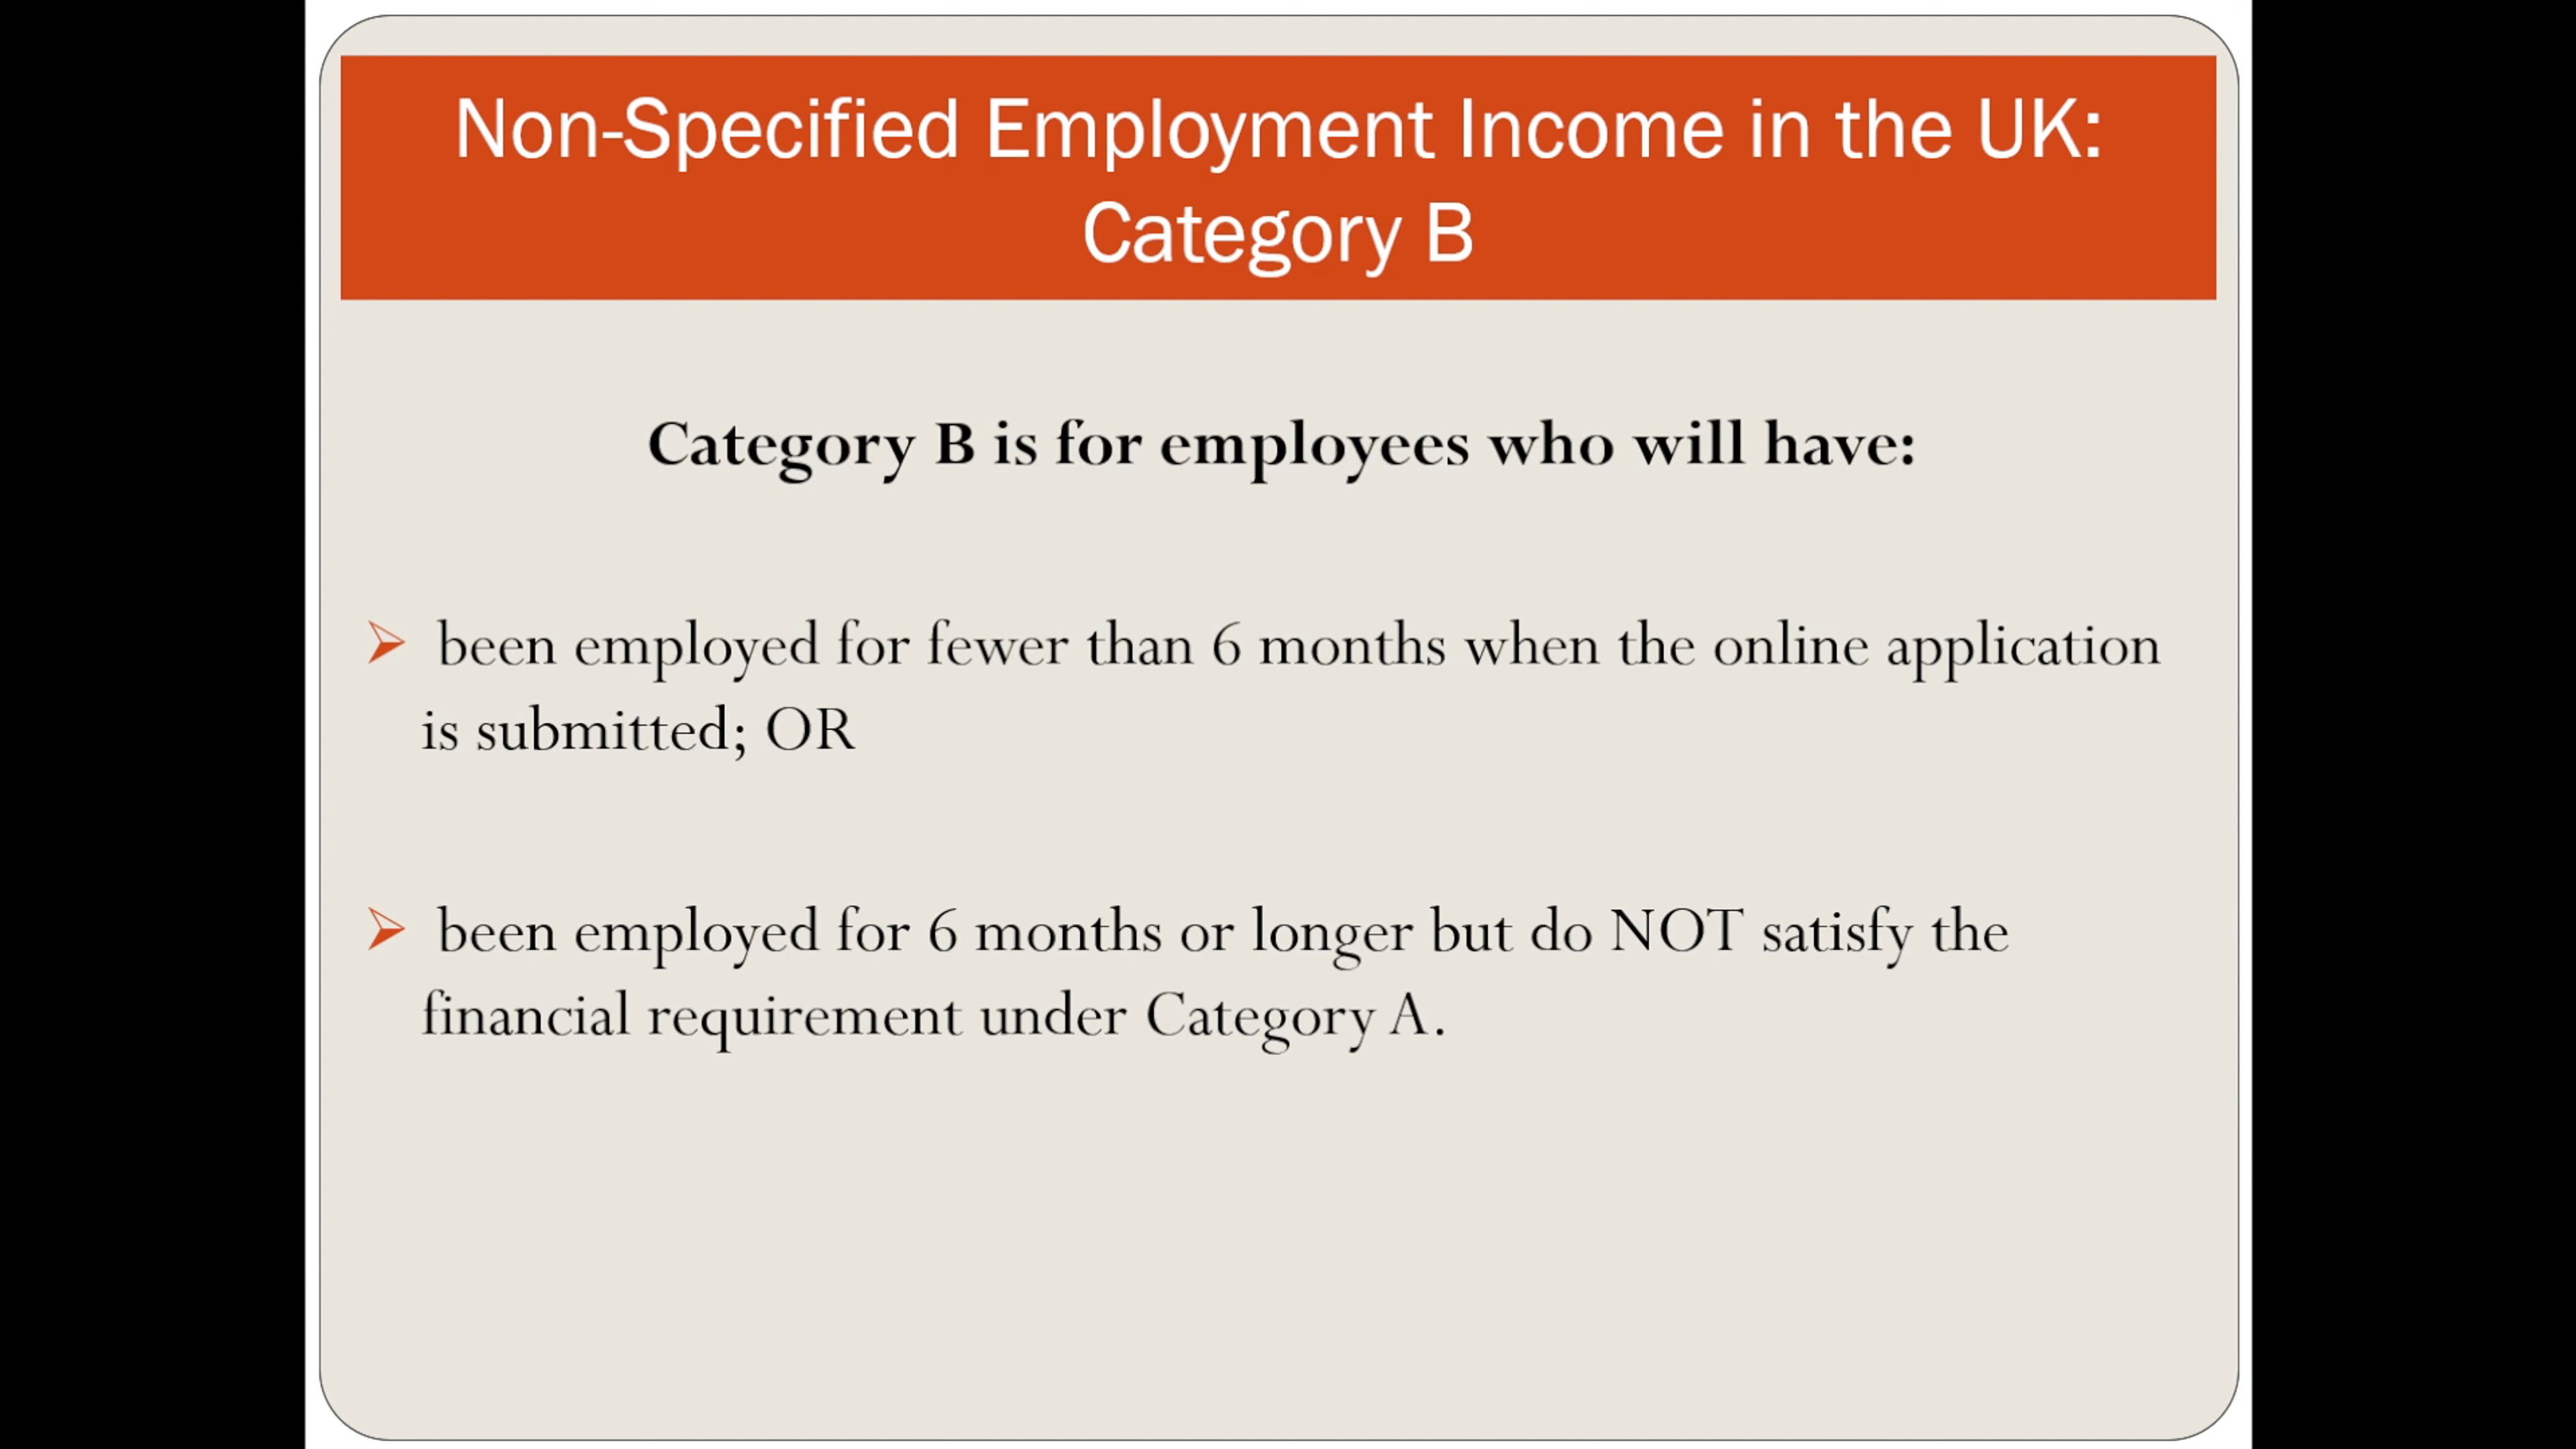 Non-Specified Employment Income in the UK:
Category B
Category B is for employees who will have:
been employed for fewer than 6 months when the online application
is submitted; OR
been employed for 6 months or longer but do NOT satisfy the
financial requirement under Category A.